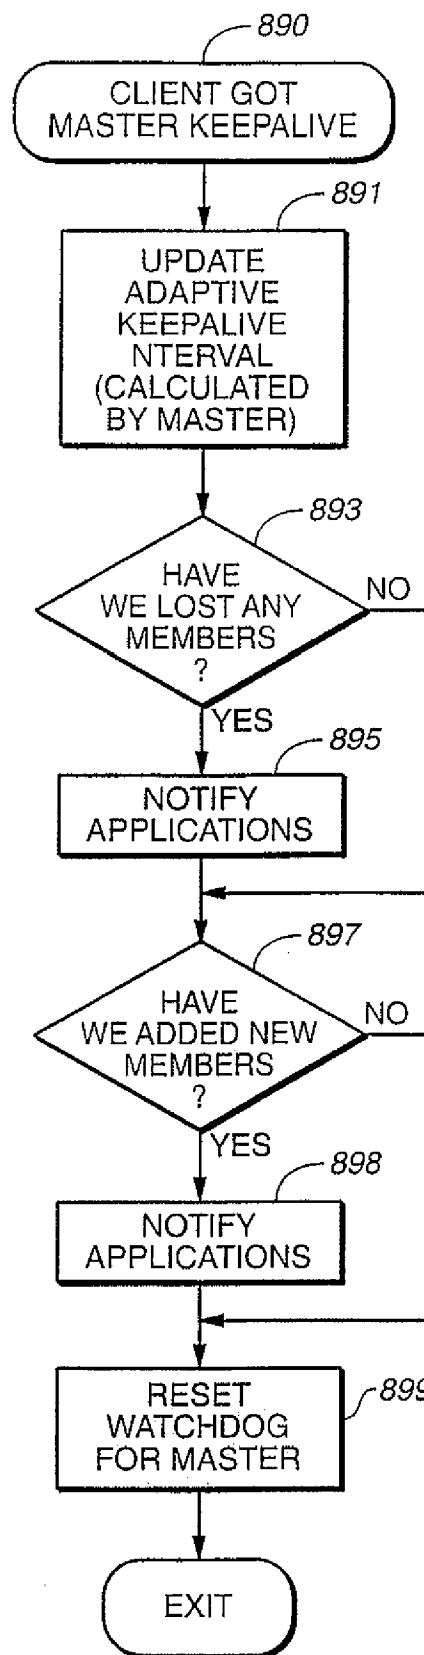 890
CLIENT GOT
MASTER KEEPALIVE
891
UPDATE
ADAPTIVE
KEEPALIVE
NTERVAL
(CALCULATED
BY MASTER)
893
HAVE
WE LOST ANY
MEMBERS
?
NO
YES
895
NOTIFY
APPLICATIONS
897
HAVE
WE ADDED NEW
MEMBERS
?
NO
YES
898
NOTIFY
APPLICATIONS
899
RESET
WATCHDOG
FOR MASTER
EXIT